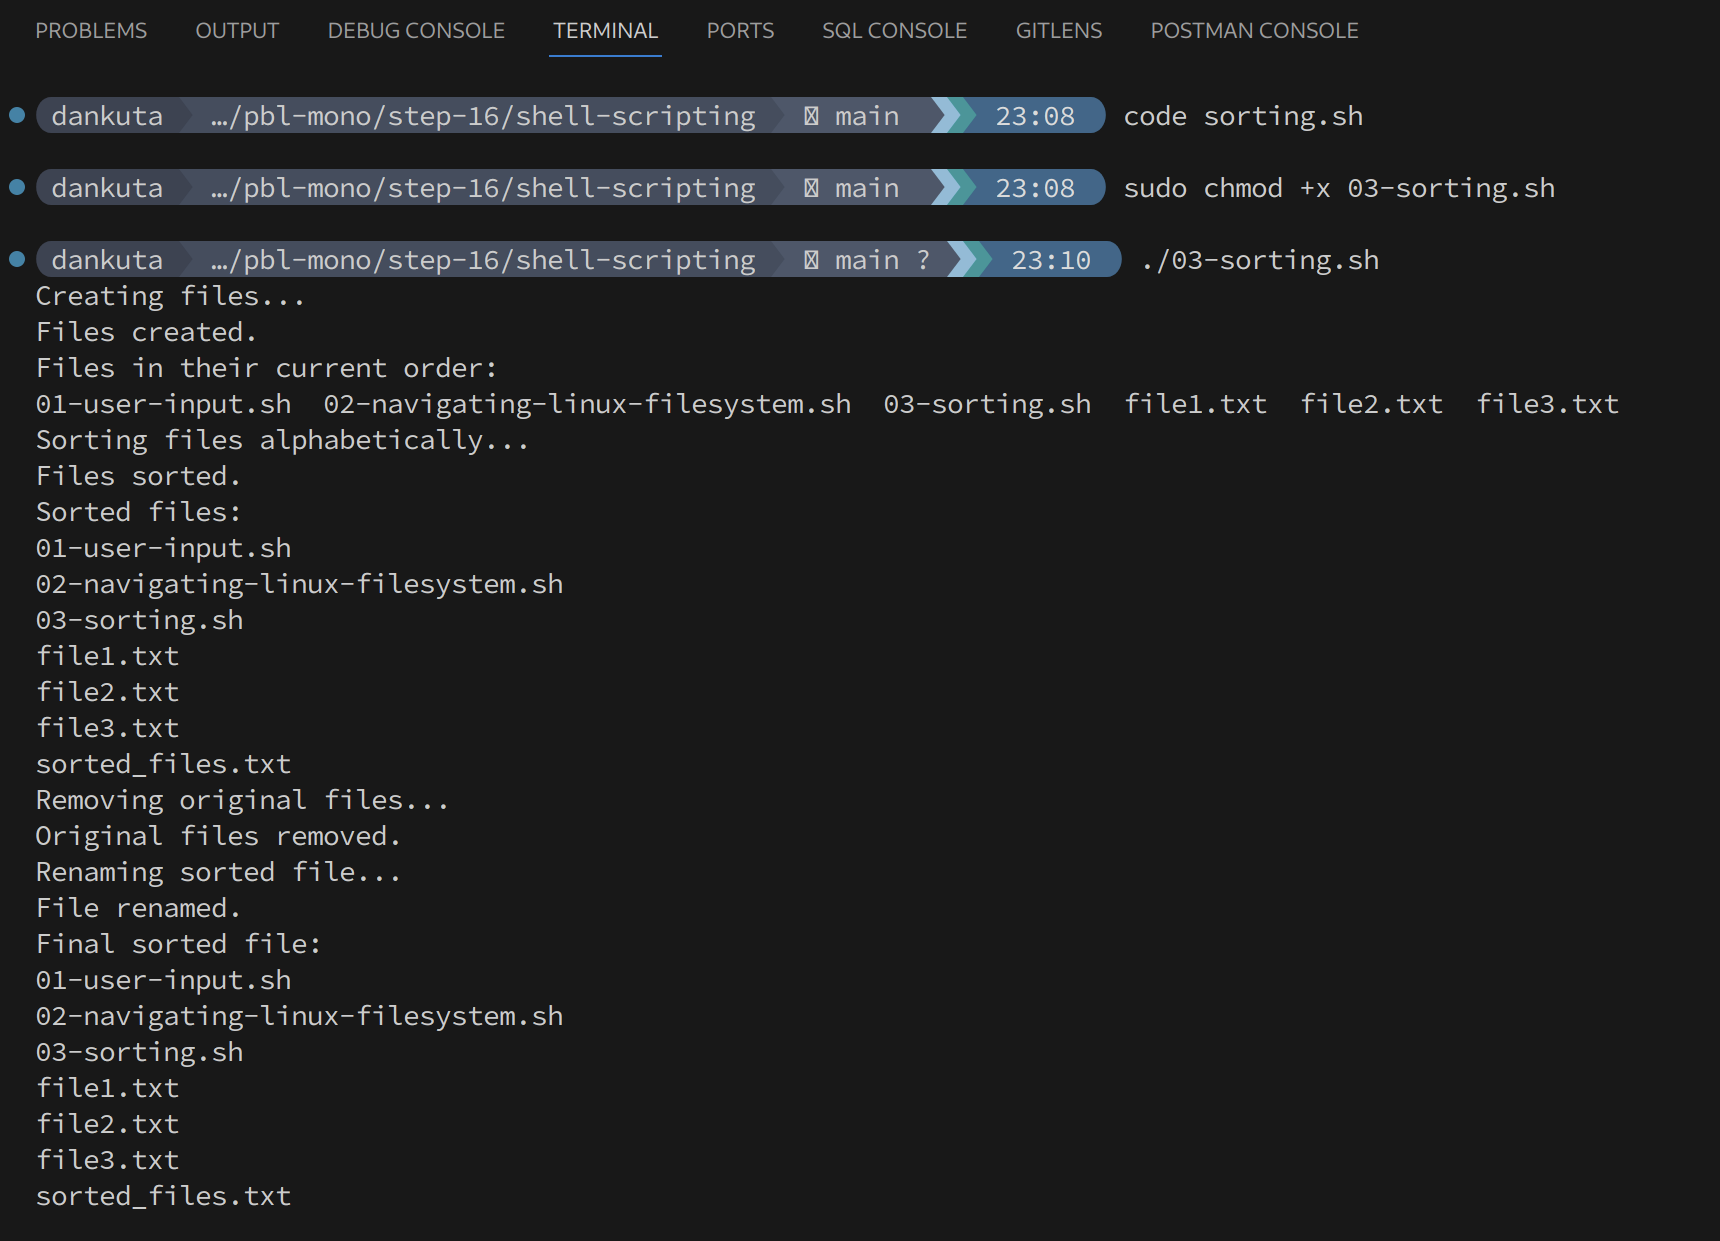 PROBLEMS OUTPUT DEBUG CONSOLE TERMINAL PORTS SQL CONSOLE GITLENS POSTMAN CONSOLE
dankuta …/pbl-mono/step-16/shell-scripting main 23:08 code sorting.sh
dankuta …/pbl-mono/step-16/shell-scripting main 23:08 sudo chmod +x 03-sorting.sh
dankuta …/pbl-mono/step-16/shell-scripting main ? 23:10 ./03-sorting.sh
Creating files...
Files created.
Files in their current order:
01-user-input.sh 02-navigating-linux-filesystem.sh 03-sorting.sh file1.txt file2.txt file3.txt
Sorting files alphabetically...
Files sorted.
Sorted files:
01-user-input.sh
02-navigating-linux-filesystem.sh
03-sorting.sh
file1.txt
file2.txt
file3.txt
sorted_files.txt
Removing original files...
Original files removed.
Renaming sorted file...
File renamed.
Final sorted file:
01-user-input.sh
02-navigating-linux-filesystem.sh
03-sorting.sh
file1.txt
file2.txt
file3.txt
sorted_files.txt